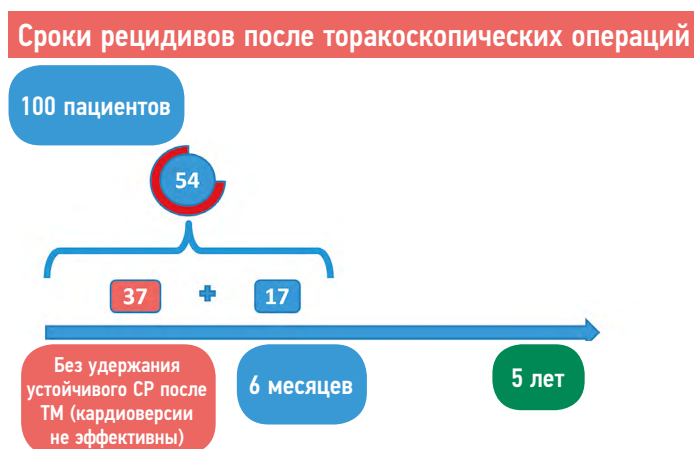 Сроки рецидивов после торакоскопических операций
100 пациентов
54
37 + 17
Без удержания
устойчивого СР после
ТМ (кардиоверсии
не эффективны)
6 месяцев
5 лет